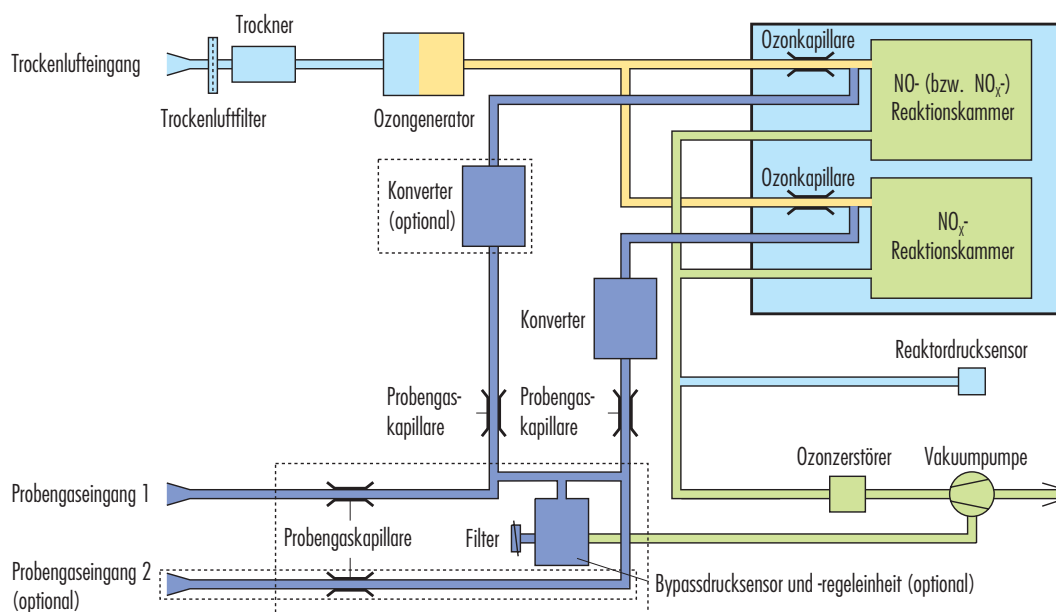 Trockner
Trockenlufteingang
Trockenluftfilter
Ozongenerator
Ozonkapillare
NO- (bzw. NOX-)
Reaktionskammer
Konverter
(optional)
Ozonkapillare
NOX-
Reaktionskammer
Konverter
Reaktordrucksensor
Probengas-
kapillare
Probengas-
kapillare
Ozonzerstörer
Vakuumpumpe
Probengaseingang 1
Probengaskapillare
Filter
Probengaseingang 2
(optional)
Bypassdrucksensor und -regeleinheit (optional)